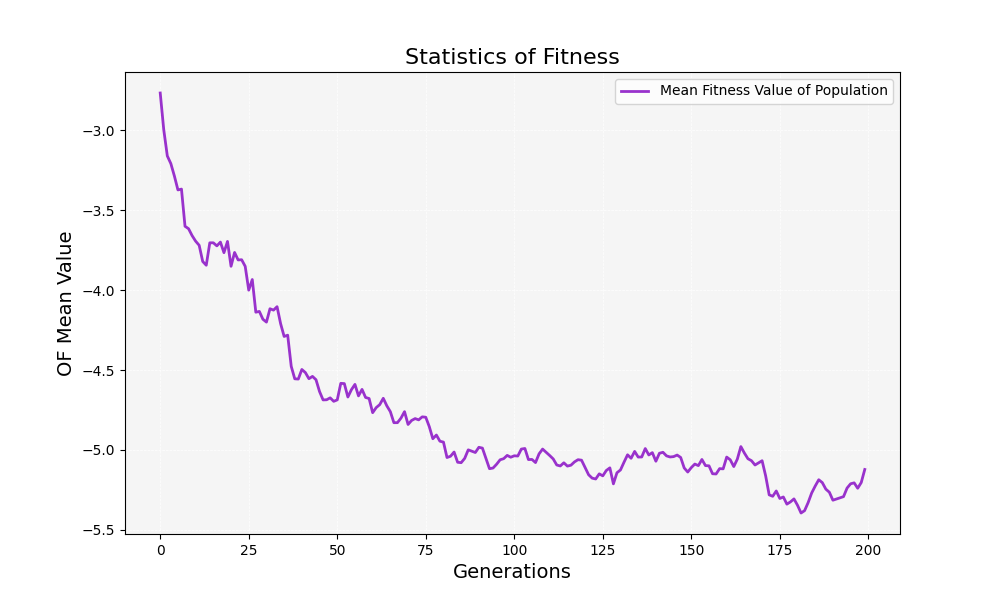 Statistics of Fitness
Mean Fitness Value of Population
OF Mean Value
−3.0
−3.5
−4.0
−4.5
−5.0
−5.5
0 25 50 75 100 125 150 175 200
Generations